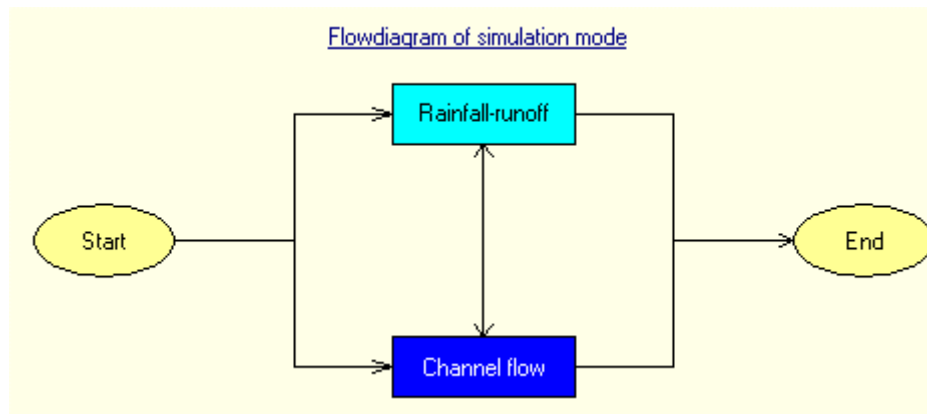 Flowdiagram of simulation mode
Rainfall-runoff
Start
End
Channel flow